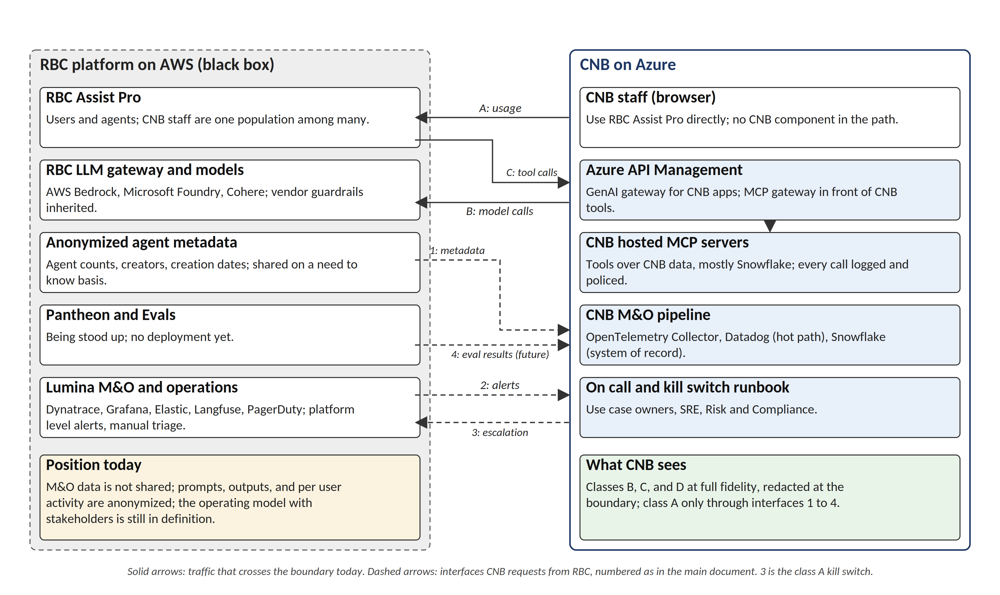 RBC platform on AWS (black box)
RBC Assist Pro
Users and agents; CNB staff are one population among many.
RBC LLM gateway and models
AWS Bedrock, Microsoft Foundry, Cohere; vendor guardrails
inherited.
Anonymized agent metadata
Agent counts, creators, creation dates; shared on a need to
know basis.
Pantheon and Evals
Being stood up; no deployment yet.
Lumina M&O and operations
Dynatrace, Grafana, Elastic, Langfuse, PagerDuty; platform
level alerts, manual triage.
Position today
M&O data is not shared; prompts, outputs, and per user
activity are anonymized; the operating model with
stakeholders is still in definition.
A: usage
C: tool calls
B: model calls
1: metadata
4: eval results (future)
2: alerts
3: escalation
CNB on Azure
CNB staff (browser)
Use RBC Assist Pro directly; no CNB component in the path.
Azure API Management
GenAI gateway for CNB apps; MCP gateway in front of CNB
tools.
CNB hosted MCP servers
Tools over CNB data, mostly Snowflake; every call logged and
policed.
CNB M&O pipeline
OpenTelemetry Collector, Datadog (hot path), Snowflake
(system of record).
On call and kill switch runbook
Use case owners, SRE, Risk and Compliance.
What CNB sees
Classes B, C, and D at full fidelity, redacted at the
boundary; class A only through interfaces 1 to 4.
Solid arrows: traffic that crosses the boundary today. Dashed arrows: interfaces CNB requests from RBC, numbered as in the main document. 3 is the class A kill switch.